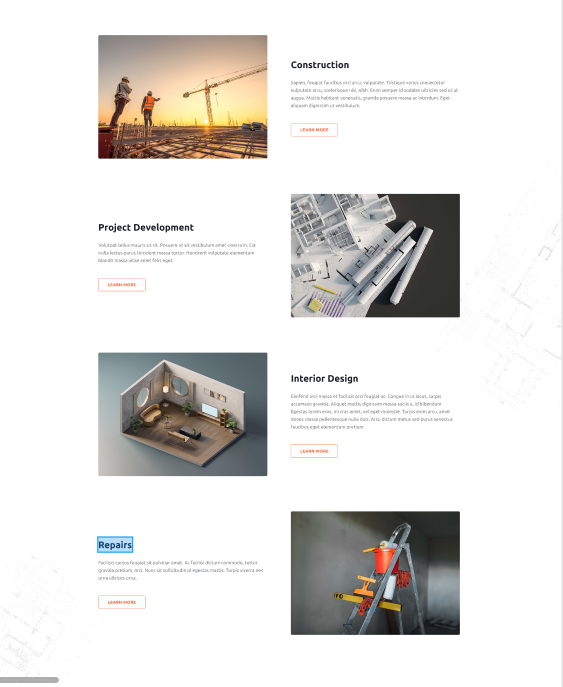 Construction
Sapien, feugiat faucibus orci arcu, vulputate. Tristique varius consectetur
vulputate arcu, scelerisque nisi, nibh. Enim semper id sodales ultricies sed ut ut
augue. Mattis habitant venenatis, gravida posuere massa ac interdum. Eget
aliquam dignissim ut vestibulum.
LEARN MORE
Project Development
Volutpat tellus mauris sit sit. Posuere ut sit vestibulum amet viverra in. Est
nulla lectus purus tincidunt massa tortor. Hendrerit vulputate elementum
blandit massa vitae amet felis eget.
LEARN MORE
Interior Design
Eleifend orci massa et facilisis orci feugiat ac. Congue in ut lacus, turpis
accumsan gravida. Aliquet mattis dignissim massa sociis a, id bibendum.
Egestas lorem eros, mi cras amet, vel eget molestie. Turpis enim arcu, amet
donec massa pellentesque nulla duis. Arcu dictum metus sed purus senectus
faucibus eget elementum pretium.
LEARN MORE
Repairs
Facilisis cursus feugiat sit pulvinar amet. Ac facilisi dictum commodo, tortor
gravida pretium, orci. Nunc sit sollicitudin id egestas mattis. Turpis viverra nec
urna ultrices urna.
LEARN MORE